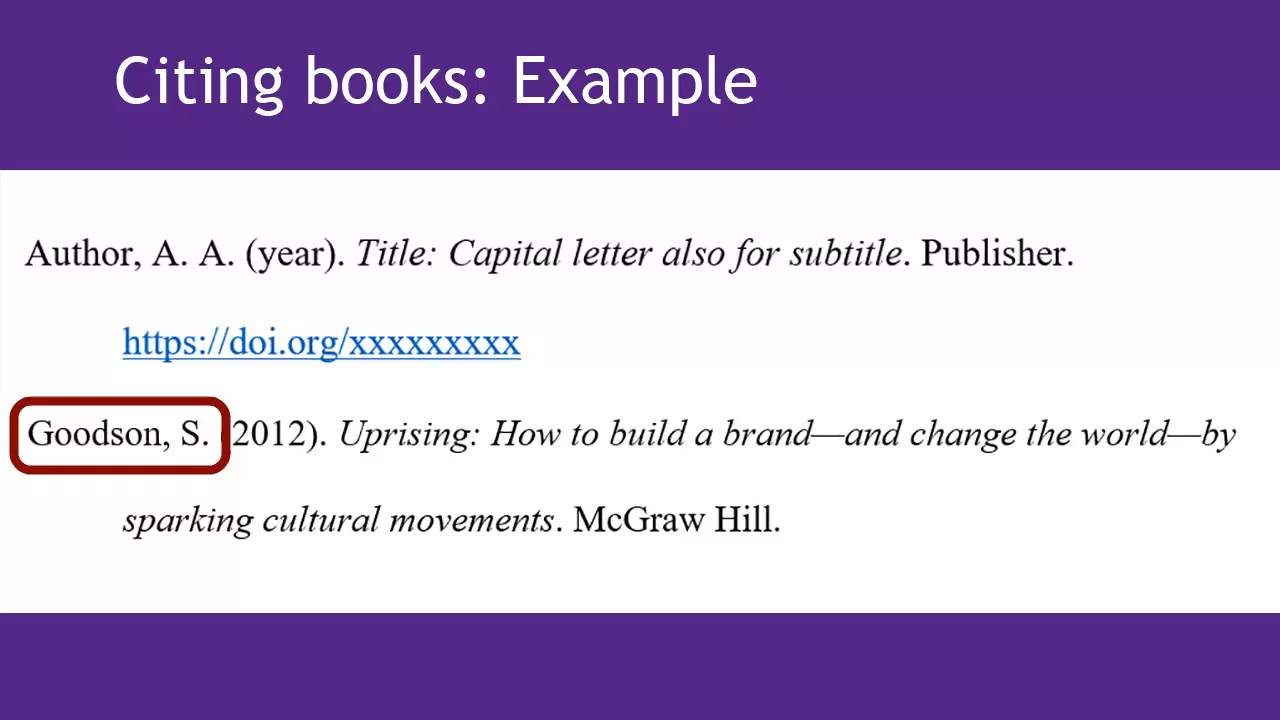 Citing books: Example
Author, A. A. (year). Title: Capital letter also for subtitle. Publisher.
https://doi.org/xxxxxxxxx
Goodson, S. (2012). Uprising: How to build a brand—and change the world—by
sparking cultural movements. McGraw Hill.